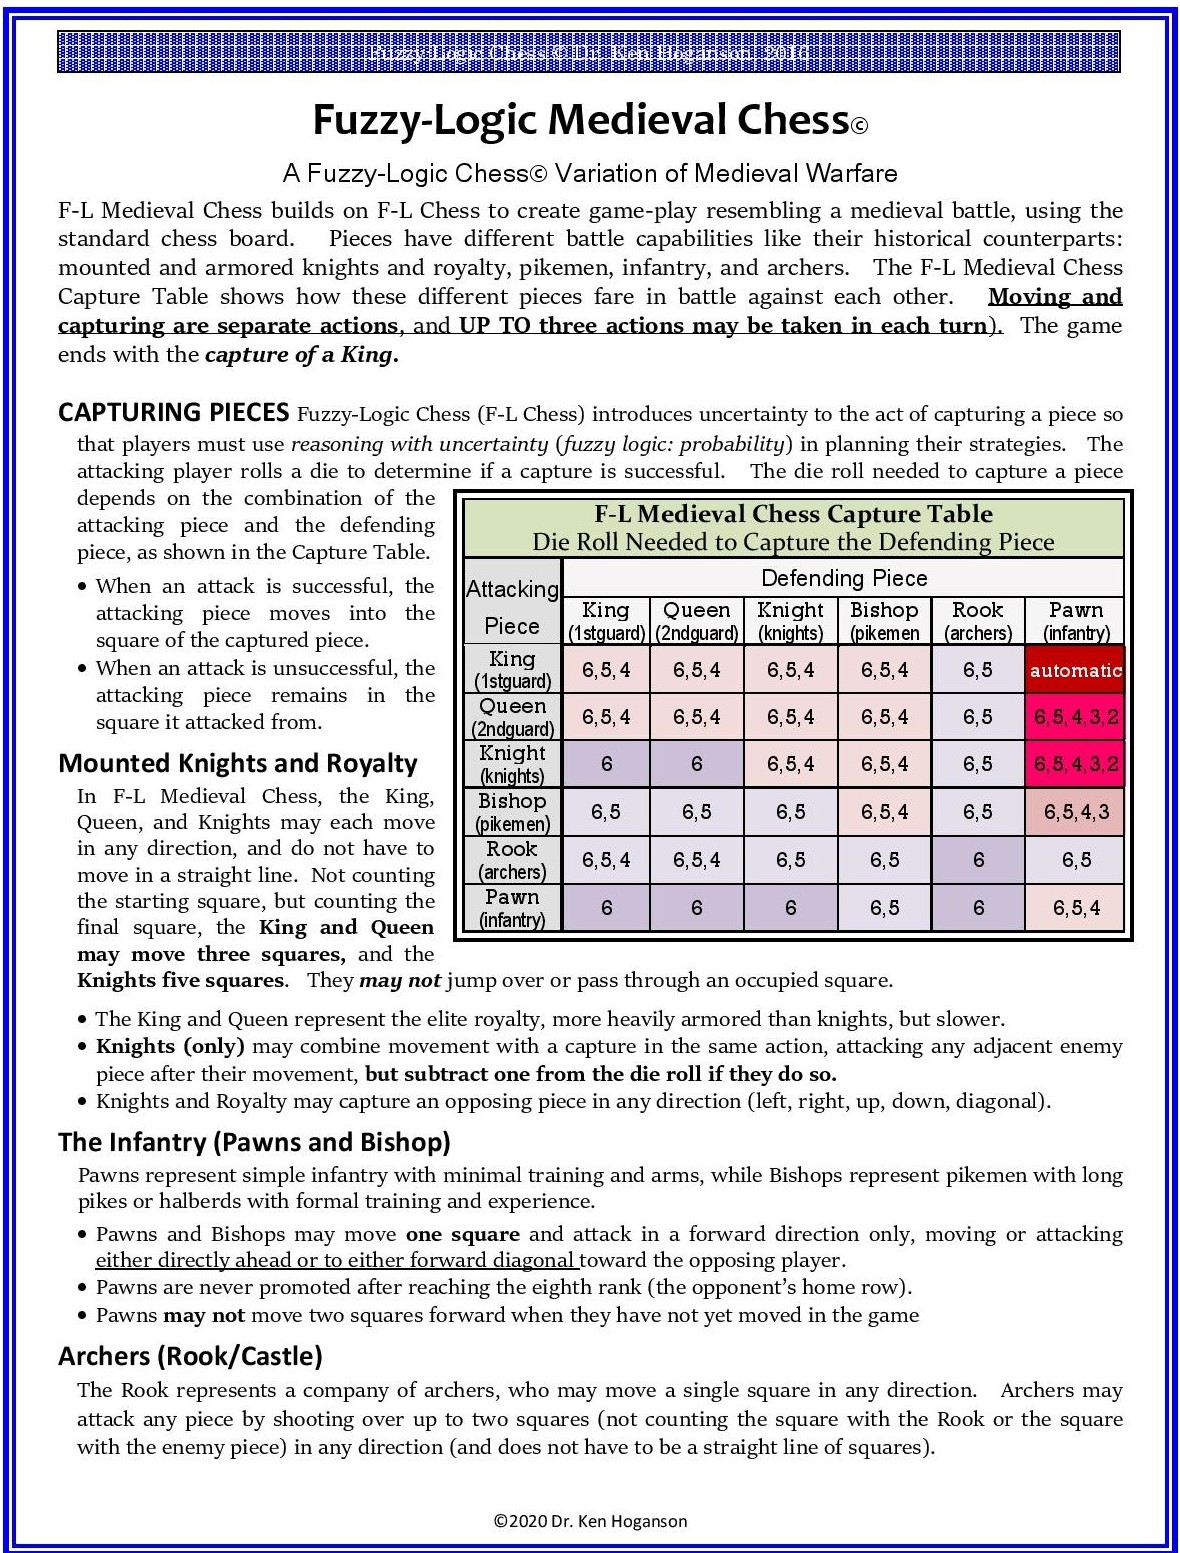 Fuzzy-Logic Chess © Dr. Ken Hoganson, 2016
Fuzzy-Logic Medieval Chess©
A Fuzzy-Logic Chess© Variation of Medieval Warfare
F-L Medieval Chess builds on F-L Chess to create game-play resembling a medieval battle, using the
standard chess board. Pieces have different battle capabilities like their historical counterparts:
mounted and armored knights and royalty, pikemen, infantry, and archers. The F-L Medieval Chess
Capture Table shows how these different pieces fare in battle against each other. Moving and
capturing are separate actions, and UP TO three actions may be taken in each turn). The game
ends with the capture of a King.
CAPTURING PIECES Fuzzy-Logic Chess (F-L Chess) introduces uncertainty to the act of capturing a piece so
that players must use reasoning with uncertainty (fuzzy logic: probability) in planning their strategies. The
attacking player rolls a die to determine if a capture is successful. The die roll needed to capture a piece
depends on the combination of the
attacking piece and the defending
piece, as shown in the Capture Table.
• When an attack is successful, the
attacking piece moves into the
square of the captured piece.
• When an attack is unsuccessful, the
attacking piece remains in the
square it attacked from.
F-L Medieval Chess Capture Table
Die Roll Needed to Capture the Defending Piece
Attacking Piece
Defending Piece
King Queen Knight Bishop Rook Pawn
(1stguard) (2ndguard) (knights) (pikemen (archers) (infantry)
King (1stguard) 6,5,4 6,5,4 6,5,4 6,5,4 6,5 automatic
Queen (2ndguard) 6,5,4 6,5,4 6,5,4 6,5,4 6,5 6,5,4,3,2
Knight (knights) 6 6 6,5,4 6,5,4 6,5 6,5,4,3,2
Bishop (pikemen) 6,5 6,5 6,5 6,5,4 6,5 6,5,4,3
Rook (archers) 6,5,4 6,5,4 6,5 6,5 6 6,5
Pawn (infantry) 6 6 6 6,5 6 6,5,4
Mounted Knights and Royalty
In F-L Medieval Chess, the King,
Queen, and Knights may each move
in any direction, and do not have to
move in a straight line. Not counting
the starting square, but counting the
final square, the King and Queen
may move three squares, and the
Knights five squares. They may not jump over or pass through an occupied square.
• The King and Queen represent the elite royalty, more heavily armored than knights, but slower.
• Knights (only) may combine movement with a capture in the same action, attacking any adjacent enemy
piece after their movement, but subtract one from the die roll if they do so.
• Knights and Royalty may capture an opposing piece in any direction (left, right, up, down, diagonal).
The Infantry (Pawns and Bishop)
Pawns represent simple infantry with minimal training and arms, while Bishops represent pikemen with long
pikes or halberds with formal training and experience.
• Pawns and Bishops may move one square and attack in a forward direction only, moving or attacking
either directly ahead or to either forward diagonal toward the opposing player.
• Pawns are never promoted after reaching the eighth rank (the opponent's home row).
• Pawns may not move two squares forward when they have not yet moved in the game
Archers (Rook/Castle)
The Rook represents a company of archers, who may move a single square in any direction. Archers may
attack any piece by shooting over up to two squares (not counting the square with the Rook or the square
with the enemy piece) in any direction (and does not have to be a straight line of squares).
©2020 Dr. Ken Hoganson